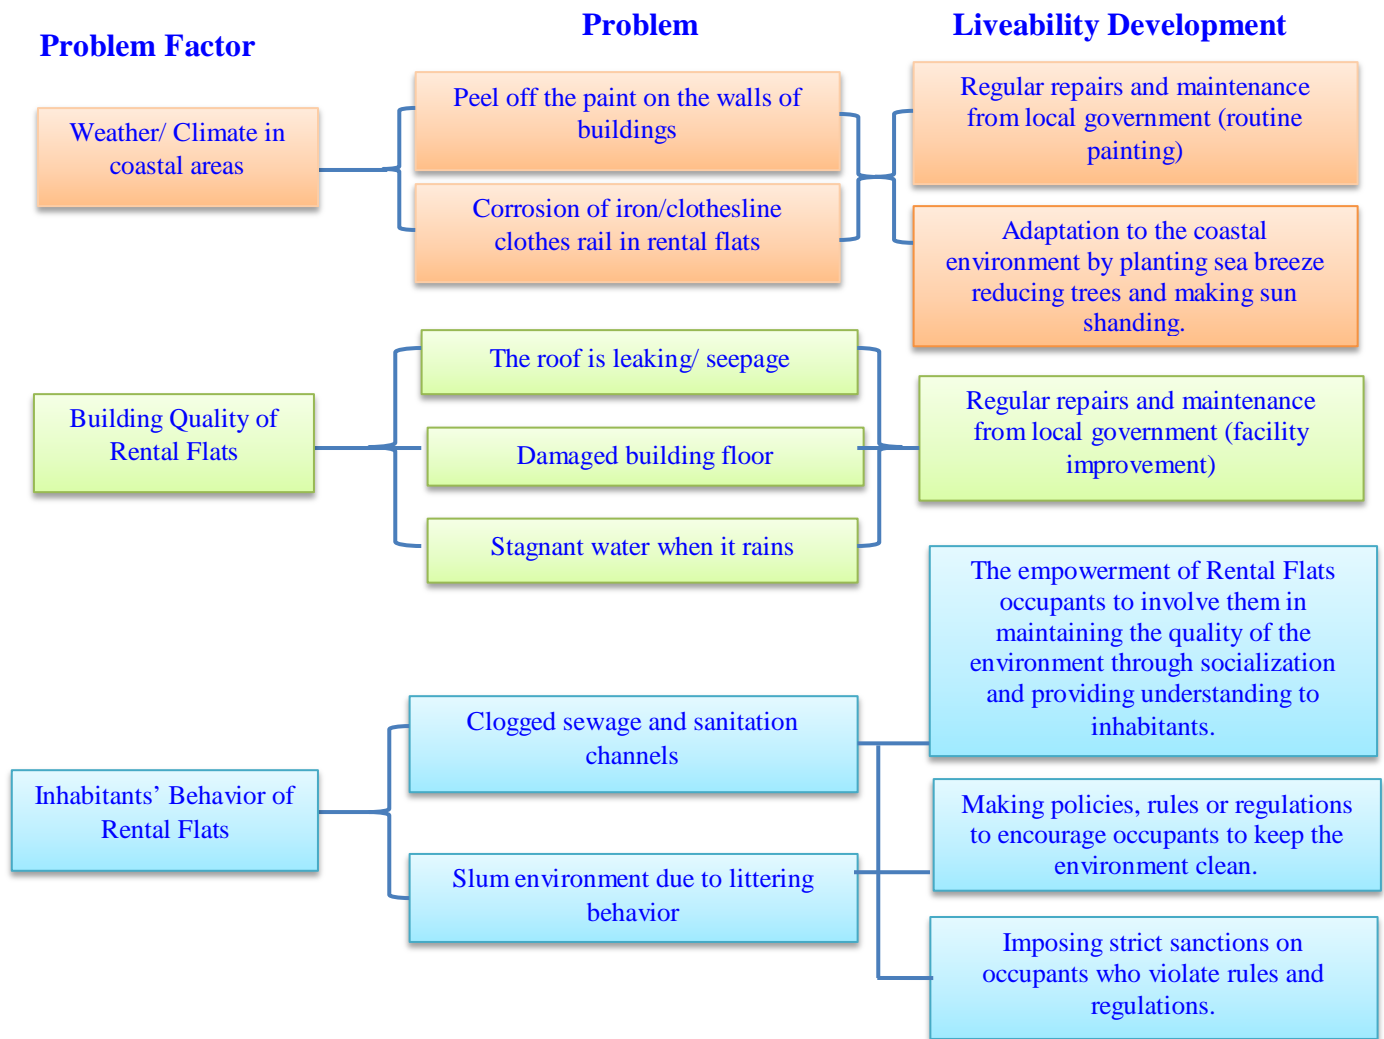 Problem Factor
Problem
Liveability Development
Weather/ Climate in
coastal areas
Peel off the paint on the walls of
buildings
Corrosion of iron/clothesline
clothes rail in rental flats
Regular repairs and maintenance
from local government (routine
painting)
Adaptation to the coastal
environment by planting sea breeze
reducing trees and making sun
shanding.
Building Quality of
Rental Flats
The roof is leaking/ seepage
Damaged building floor
Stagnant water when it rains
Regular repairs and maintenance
from local government (facility
improvement)
Inhabitants’ Behavior of
Rental Flats
Clogged sewage and sanitation
channels
Slum environment due to littering
behavior
The empowerment of Rental Flats
occupants to involve them in
maintaining the quality of the
environment through socialization
and providing understanding to
inhabitants.
Making policies, rules or regulations
to encourage occupants to keep the
environment clean.
Imposing strict sanctions on
occupants who violate rules and
regulations.